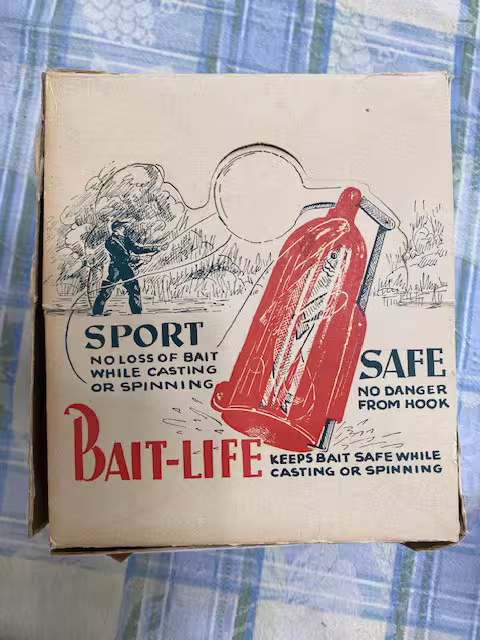 SPORT
NO LOSS OF BAIT
WHILE CASTING
OR SPINNING
SAFE
NO DANGER
FROM HOOK
BAIT-LIFE
KEEPS BAIT SAFE WHILE
CASTING OR SPINNING